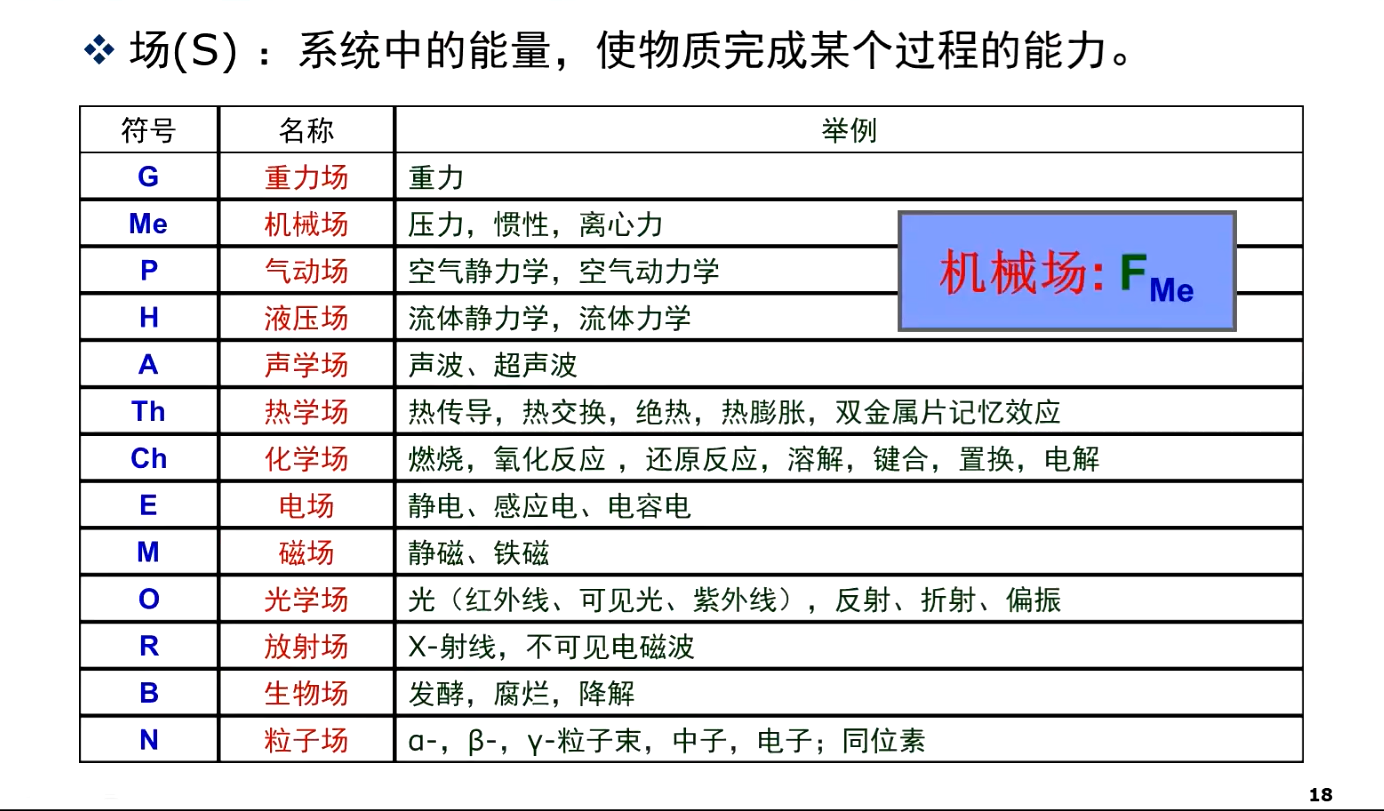 ❖ 场(S) ：系统中的能量，使物质完成某个过程的能力。
符号 名称 举例
G 重力场 重力
Me 机械场 压力，惯性，离心力
P 气动场 空气静力学，空气动力学
机械场: F Me
H 液压场 流体静力学，流体力学
A 声学场 声波、超声波
Th 热学场 热传导，热交换，绝热，热膨胀，双金属片记忆效应
Ch 化学场 燃烧，氧化反应 ，还原反应，溶解，键合，置换，电解
E 电场 静电、感应电、电容电
M 磁场 静磁、铁磁
O 光学场 光（红外线、可见光、紫外线），反射、折射、偏振
R 放射场 X-射线，不可见电磁波
B 生物场 发酵，腐烂，降解
N 粒子场 α-，β-，γ-粒子束，中子，电子；同位素
18